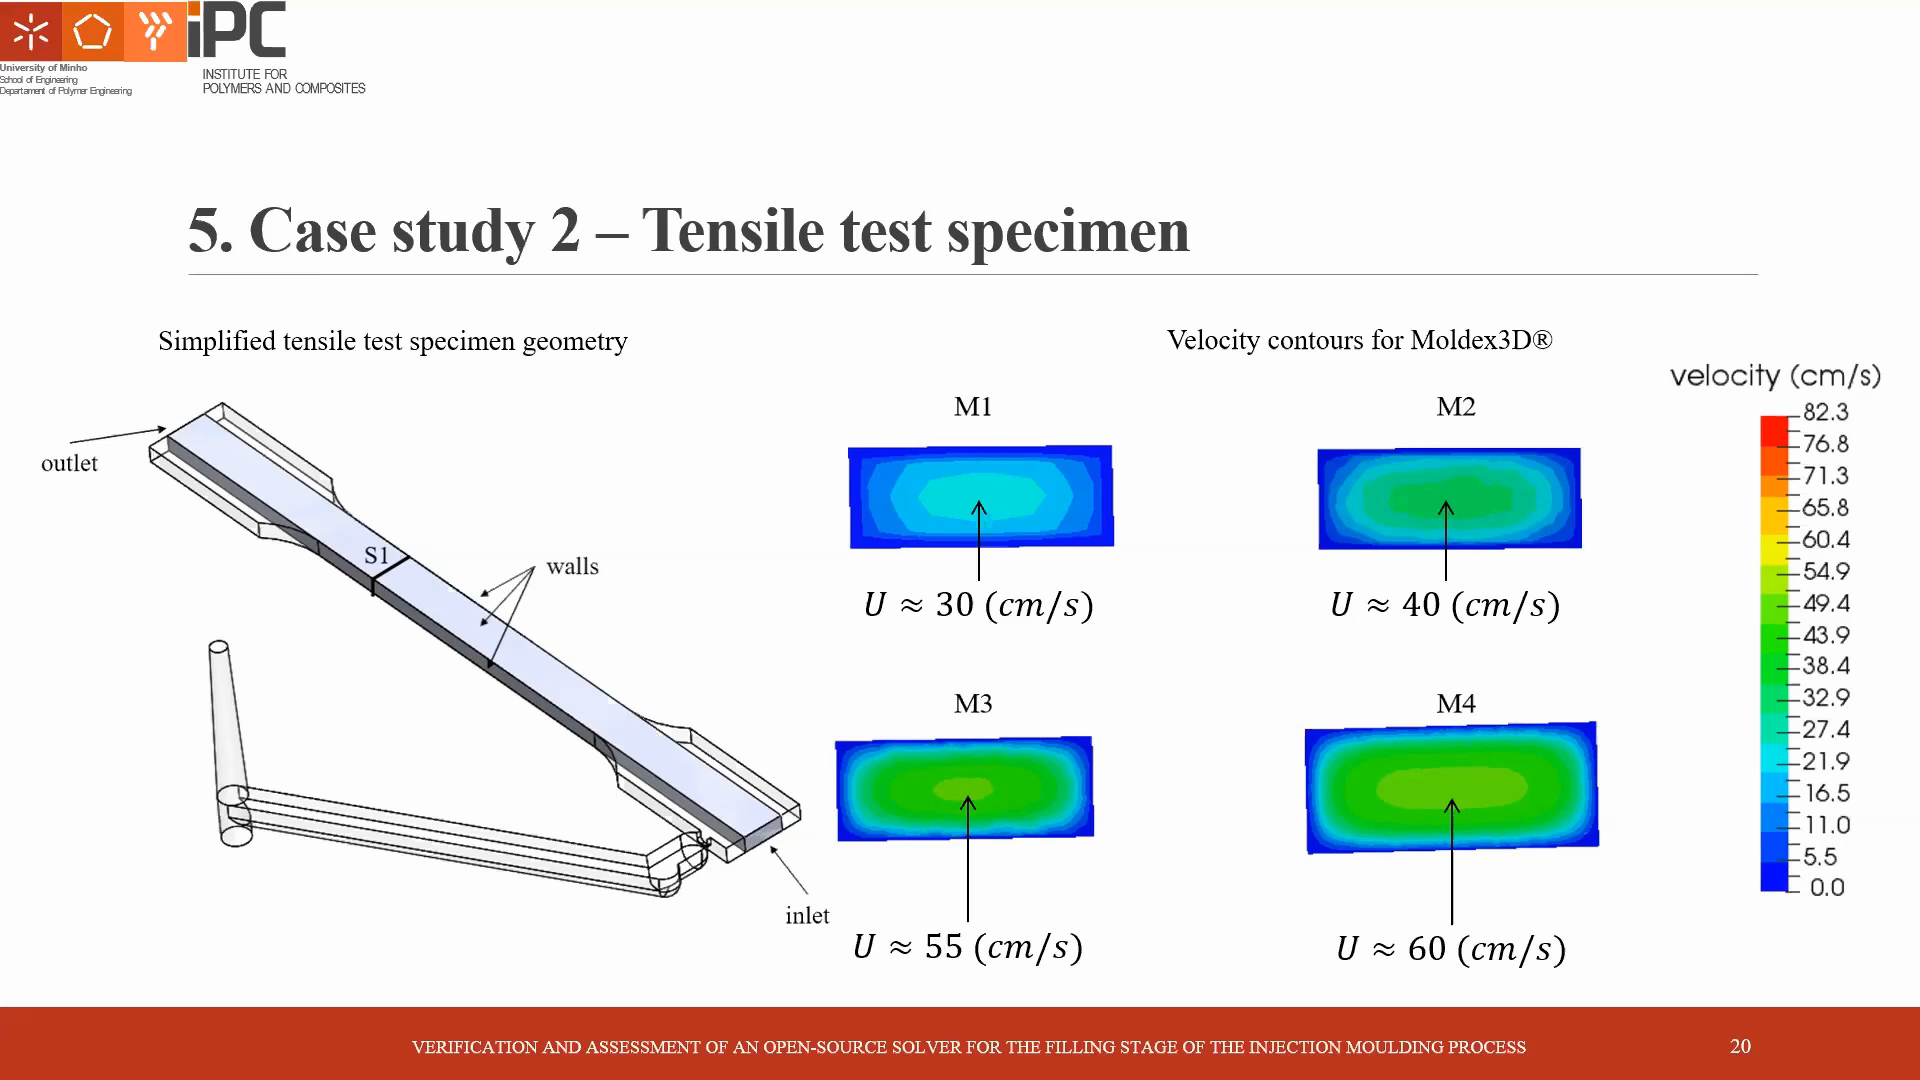 iPC
University of Minho
School of Engineering
Departament of Polymer Engineering
INSTITUTE FOR
POLYMERS AND COMPOSITES
5. Case study 2 – Tensile test specimen
Simplified tensile test specimen geometry
outlet
S1
walls
inlet
Velocity contours for Moldex3D®
M1
U ≈ 30 (cm/s)
M2
U ≈ 40 (cm/s)
M3
U ≈ 55 (cm/s)
M4
U ≈ 60 (cm/s)
velocity (cm/s)
82.3
76.8
71.3
65.8
60.4
54.9
49.4
43.9
38.4
32.9
27.4
21.9
16.5
11.0
5.5
0.0
VERIFICATION AND ASSESSMENT OF AN OPEN-SOURCE SOLVER FOR THE FILLING STAGE OF THE INJECTION MOULDING PROCESS
20